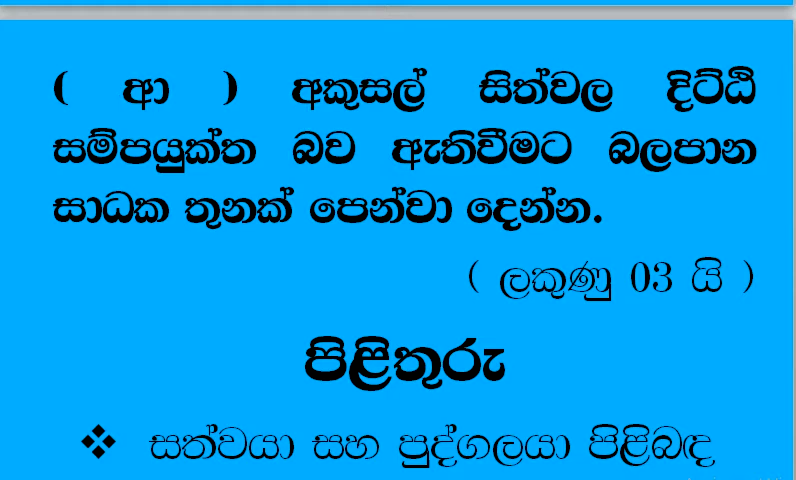 ( ආ ) අකුසල් සිත්වල දිට්ඨි
සම්පයුක්ත බව ඇතිවීමට බලපාන
සාධක තුනක් පෙන්වා දෙන්න.
( ලකුණු 03 යි )
පිළිතුරු
❖ සත්වයා සහ පුද්ගලයා පිළිබඳ